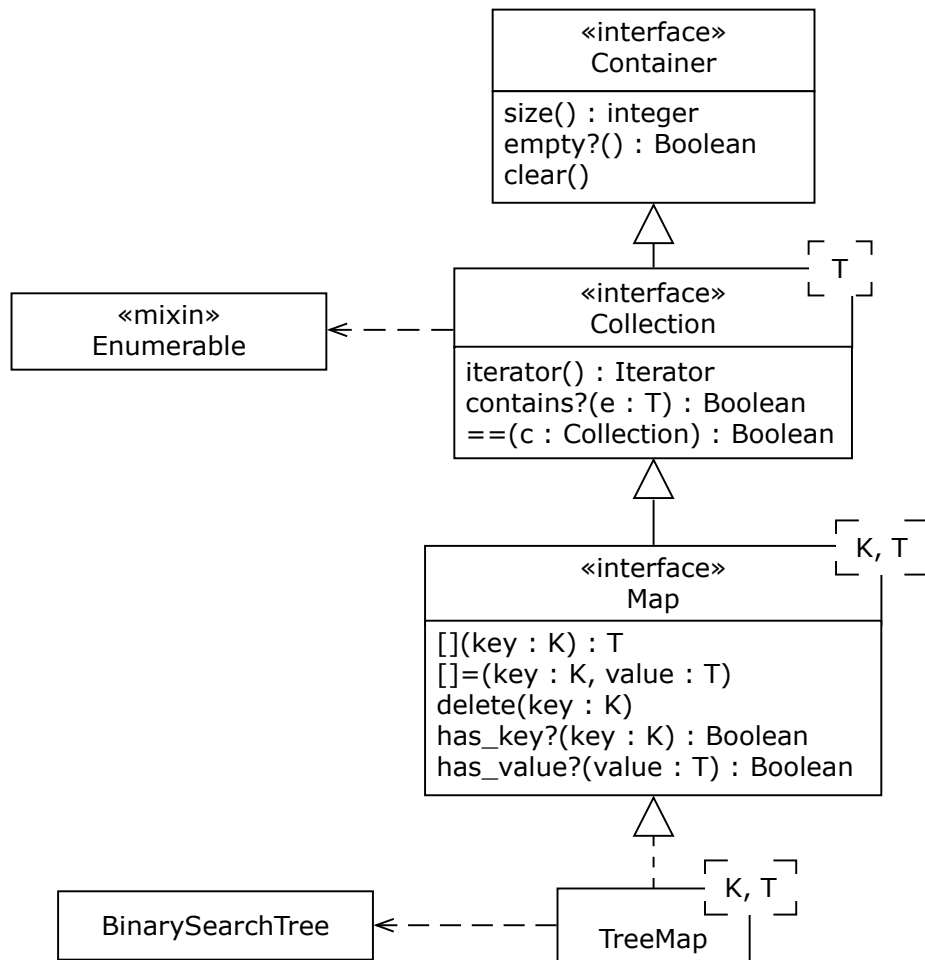 «interface»
Container
size() : integer
empty?() : Boolean
clear()
T
«interface»
Collection
«mixin»
Enumerable
iterator() : Iterator
contains?(e : T) : Boolean
==(c : Collection) : Boolean
K, T
«interface»
Map
[](key : K) : T
[]=(key : K, value : T)
delete(key : K)
has_key?(key : K) : Boolean
has_value?(value : T) : Boolean
K, T
BinarySearchTree
TreeMap